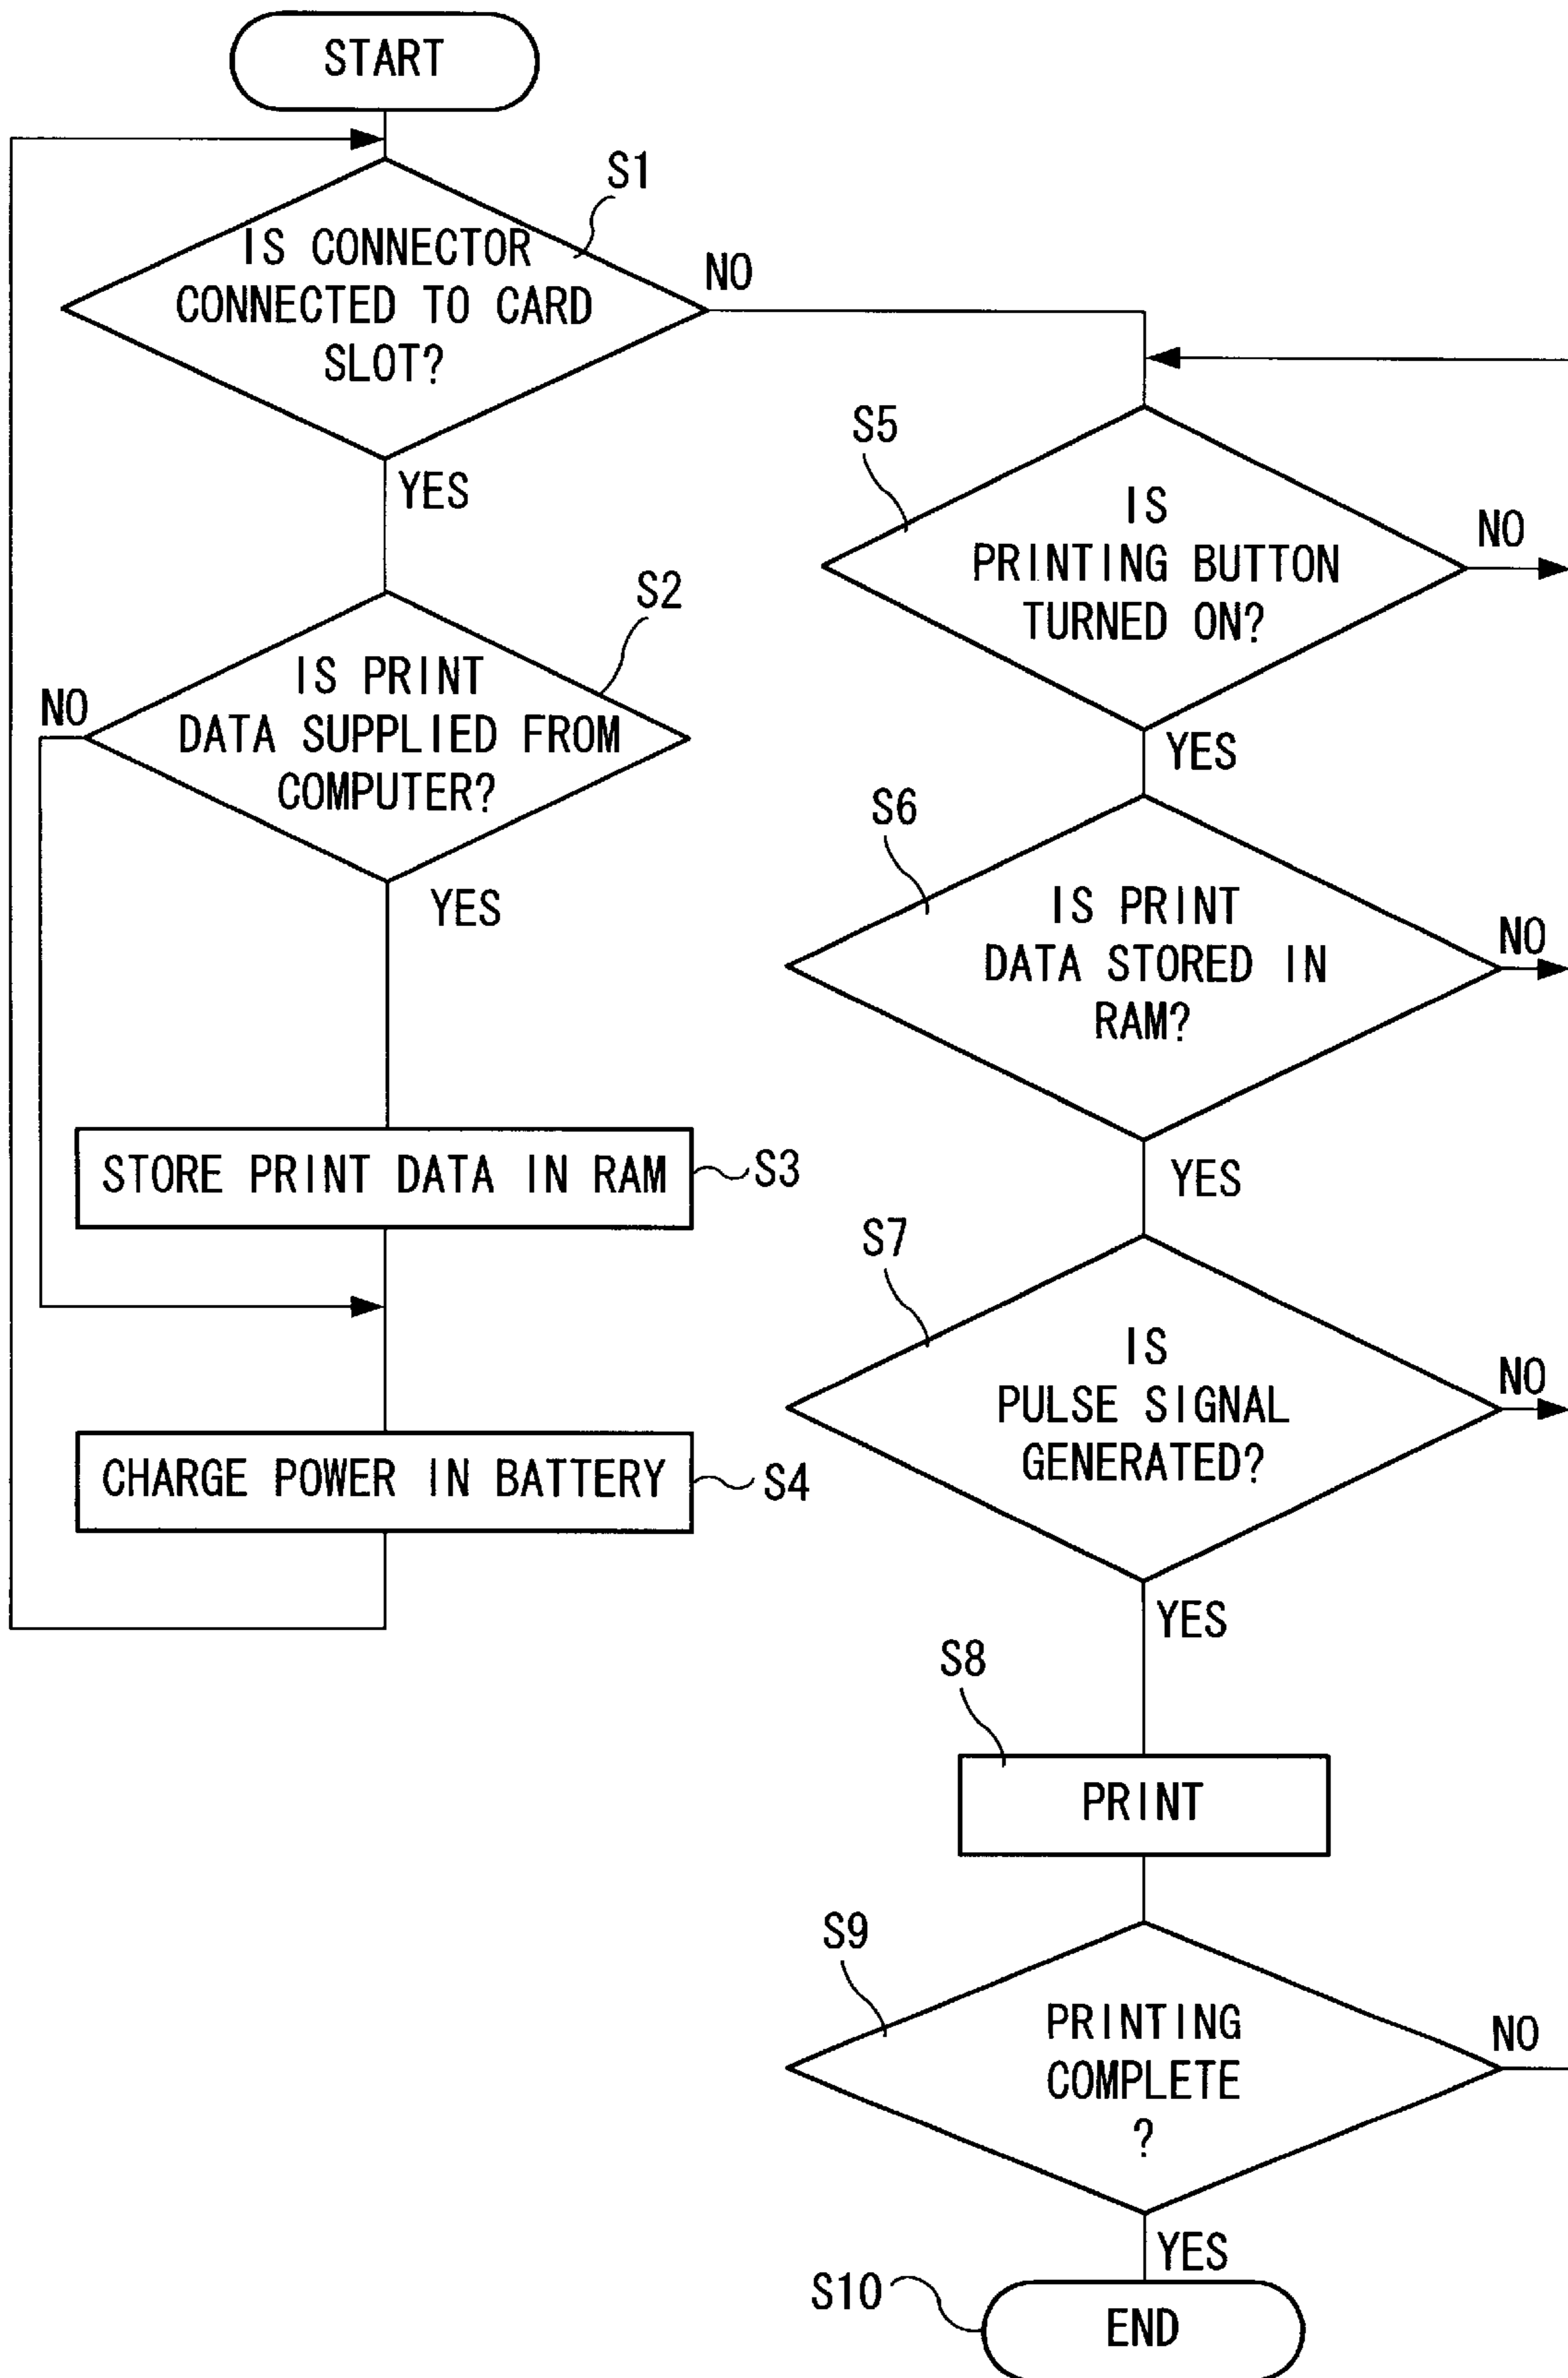 START
S1
IS CONNECTOR
CONNECTED TO CARD
SLOT?
NO
YES
S2
IS PRINT
DATA SUPPLIED FROM
COMPUTER?
NO
YES
STORE PRINT DATA IN RAM
S3
CHARGE POWER IN BATTERY
S4
S5
IS
PRINTING BUTTON
TURNED ON?
NO
YES
S6
IS PRINT
DATA STORED IN
RAM?
NO
YES
S7
IS
PULSE SIGNAL
GENERATED?
NO
YES
S8
PRINT
S9
PRINTING
COMPLETE
?
NO
YES
S10
END